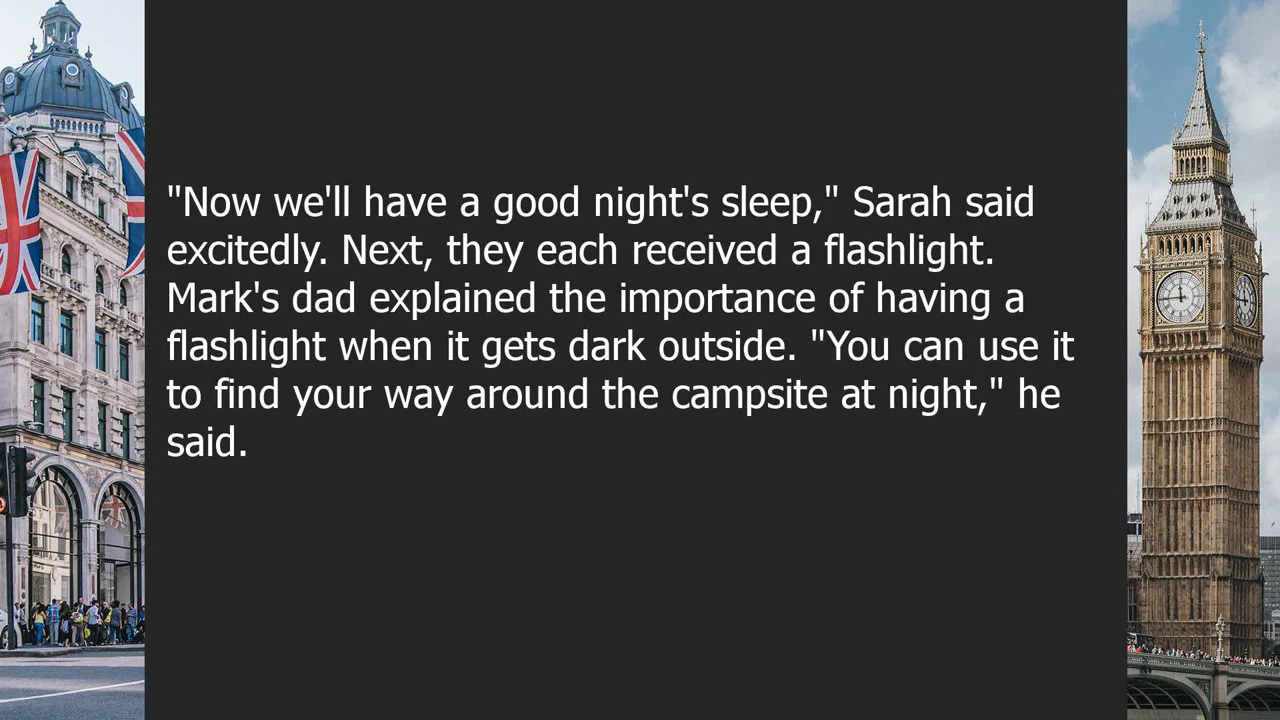 "Now we'll have a good night's sleep," Sarah said
excitedly. Next, they each received a flashlight.
Mark's dad explained the importance of having a
flashlight when it gets dark outside. "You can use it
to find your way around the campsite at night," he
said.